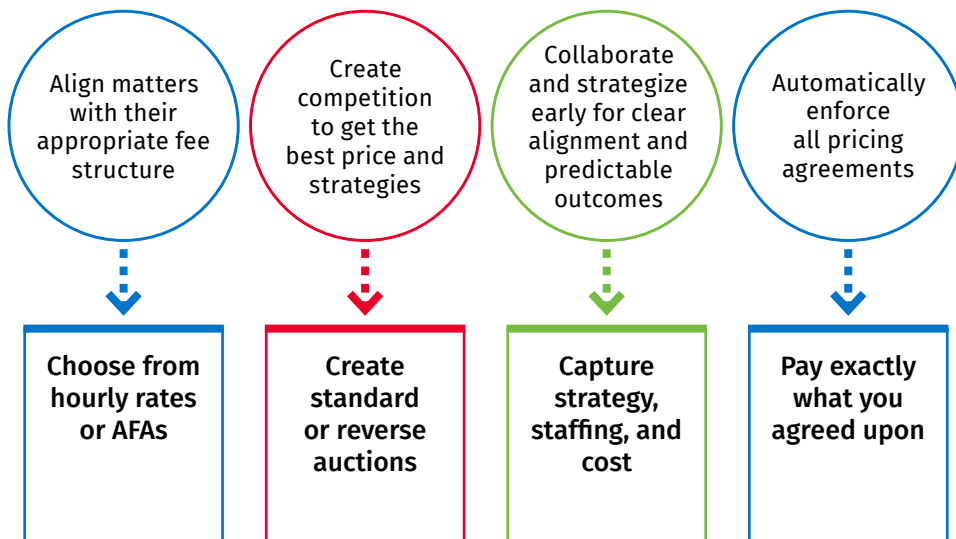 Align matters
with their
appropriate fee
structure
Create
competition
to get the
best price and
strategies
Collaborate
and strategize
early for clear
alignment and
predictable
outcomes
Automatically
enforce
all pricing
agreements
Choose from
hourly rates
or AFAs
Create
standard
or reverse
auctions
Capture
strategy,
staffing, and
cost
Pay exactly
what you
agreed upon